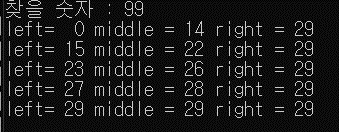 찾을 숫자 : 99
left=  0 middle = 14 right = 29
left= 15 middle = 22 right = 29
left= 23 middle = 26 right = 29
left= 27 middle = 28 right = 29
left= 29 middle = 29 right = 29